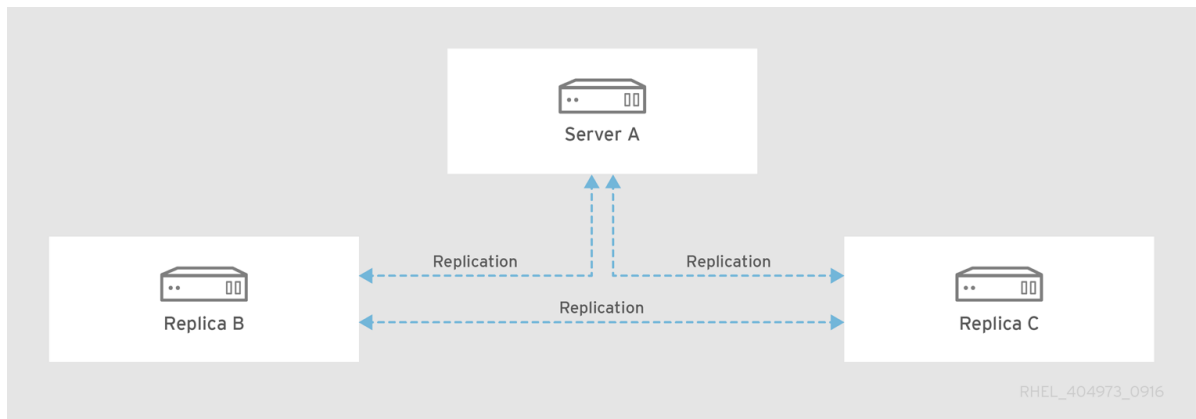 Server A
Replication
Replication
Replication
Replica B
Replica C
RHEL_404973_0916